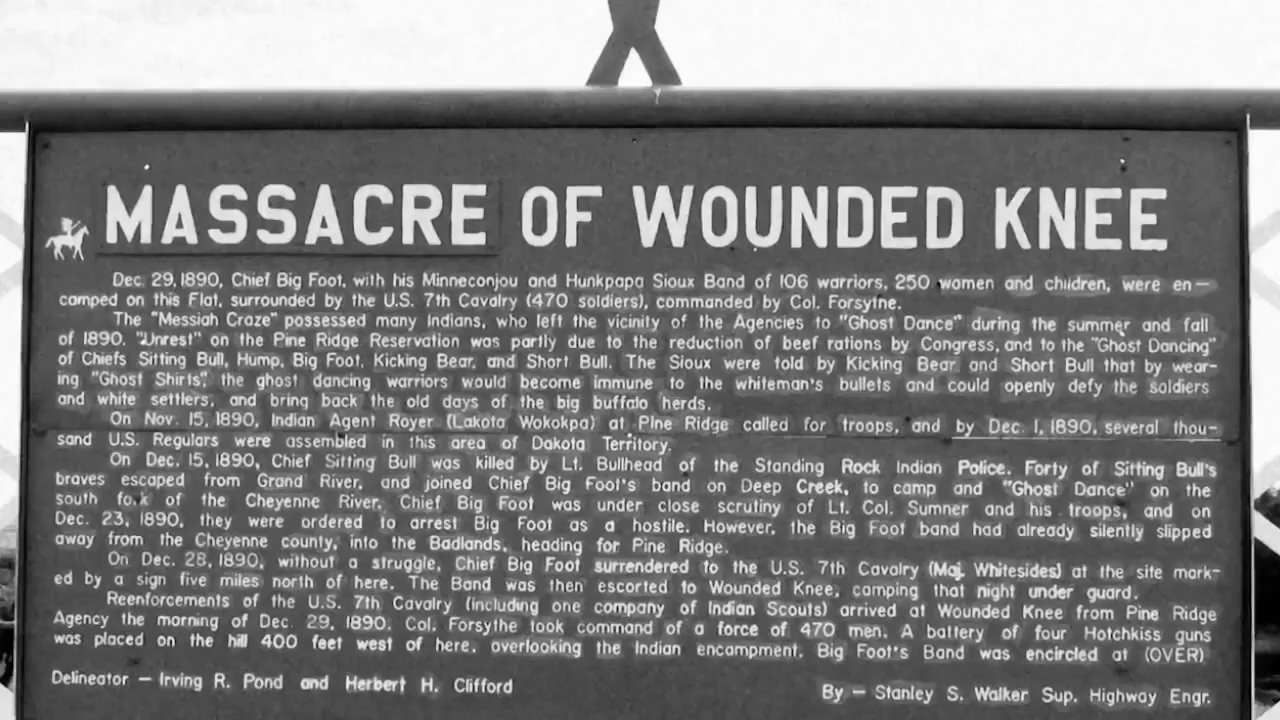 MASSACRE OF WOUNDED KNEE
Dec. 29, 1890, Chief Big Foot, with his Minneconjou and Hunkpapa Sioux Band of 106 warriors, 250 women and children, were en-
camped on this Flat, surrounded by the U.S. 7th Cavalry (470 soldiers), commanded by Col. Forsythe.
The "Messiah Craze" possessed many Indians, who left the vicinity of the Agencies to "Ghost Dance" during the summer and fall
of 1890. "Unrest" on the Pine Ridge Reservation was partly due to the reduction of beef rations by Congress, and to the "Ghost Dancing"
of Chiefs Sitting Bull, Hump, Big Foot, Kicking Bear, and Short Bull. The Sioux were told by Kicking Bear and Short Bull that by wear-
ing "Ghost Shirts", the ghost dancing warriors would become immune to the whiteman's bullets and could openly defy the soldiers
and white settlers, and bring back the old days of the big buffalo herds.
On Nov. 15, 1890, Indian Agent Royer (Lakota Wokokpa) at Pine Ridge called for troops, and by Dec. 1, 1890, several thou-
sand U.S. Regulars were assembled in this area of Dakota Territory.
On Dec. 15, 1890, Chief Sitting Bull was killed by Lt. Bullhead of the Standing Rock Indian Police. Forty of Sitting Bull's
braves escaped from Grand River, and joined Chief Big Foot's band on Deep Creek, to camp and "Ghost Dance" on the
south fork of the Cheyenne River. Chief Big Foot was under close scrutiny of Lt. Col. Sumner and his troops, and on
Dec. 23, 1890, they were ordered to arrest Big Foot as a hostile. However, the Big Foot band had already silently slipped
away from the Cheyenne county, into the Badlands, heading for Pine Ridge.
On Dec. 28, 1890, without a struggle, Chief Big Foot surrendered to the U.S. 7th Cavalry (Maj. Whitesides) at the site mark-
ed by a sign five miles north of here. The Band was then escorted to Wounded Knee, camping that night under guard.
Reenforcements of the U.S. 7th Cavalry (including one company of Indian Scouts) arrived at Wounded Knee from Pine Ridge
Agency the morning of Dec. 29, 1890. Col. Forsythe took command of a force of 470 men. A battery of four Hotchkiss guns
was placed on the hill 400 feet west of here, overlooking the Indian encampment. Big Foot's Band was encircled at (OVER)
Delineator — Irving R. Pond and Herbert H. Clifford
By — Stanley S. Walker Sup. Highway Engr.